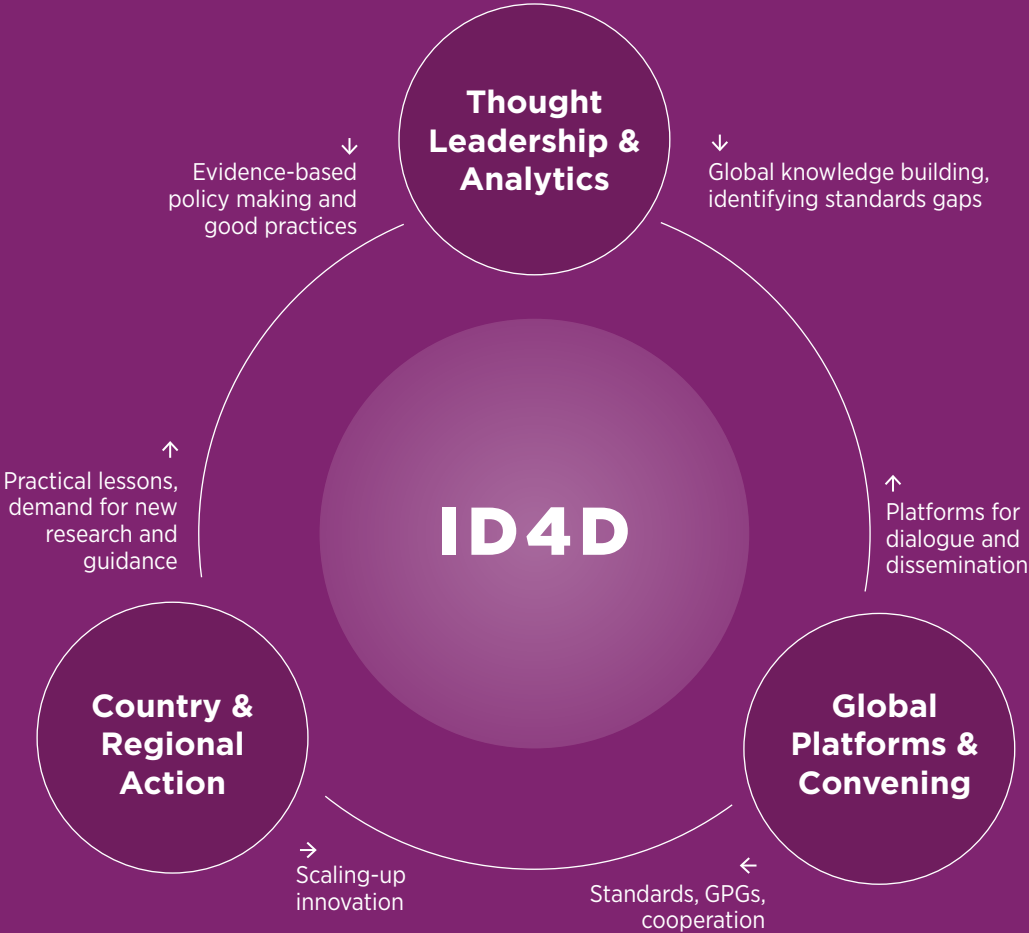 Thought
Leadership &
Analytics
↓
Evidence-based
policy making and
good practices
↓
Global knowledge building,
identifying standards gaps
↑
Practical lessons,
demand for new
research and
guidance
ID4D
↑
Platforms for
dialogue and
dissemination
Country &
Regional
Action
Global
Platforms &
Convening
→
Scaling-up
innovation
←
Standards, GPGs,
cooperation